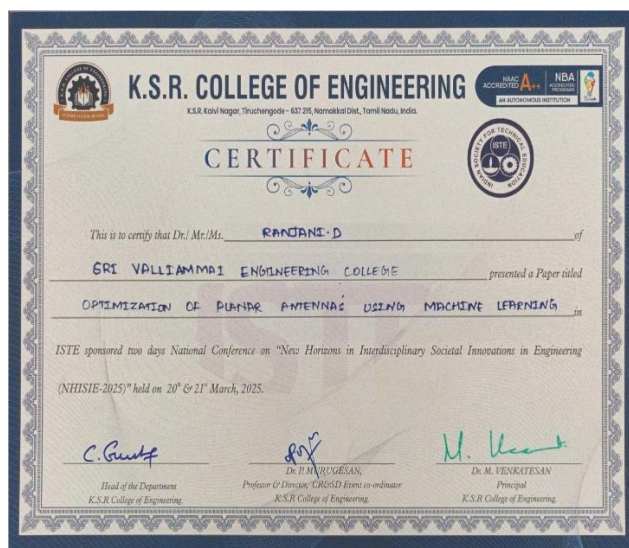 K.S.R. COLLEGE OF ENGINEERING
NAAC ACCREDITED A++
NBA ACCREDITED PROGRAMME
AN AUTONOMOUS INSTITUTION
K.S.R. Kalvi Nagar, Tiruchengode - 637 215, Namakkal Dist., Tamil Nadu, India.
CERTIFICATE
INDIAN SOCIETY FOR TECHNICAL EDUCATION
ISTE
This is to certify that Dr./ Mr./Ms. RANJANI.D of
SRI VALLIAMMAI ENGINEERING COLLEGE presented a Paper titled
OPTIMIZATION OF PLANAR ANTENNAS USING MACHINE LEARNING in
ISTE
ISTE sponsored two days National Conference on "New Horizons in Interdisciplinary Societal Innovations in Engineering
(NHISIE-2025)" held on 20th & 21st March, 2025.
Head of the Department
K.S.R College of Engineering.
Dr. P. MURUGESAN,
Professor & Director, CR&SD Event co-ordinator
K.S.R College of Engineering.
Dr. M. VENKATESAN
Principal
K.S.R College of Engineering.